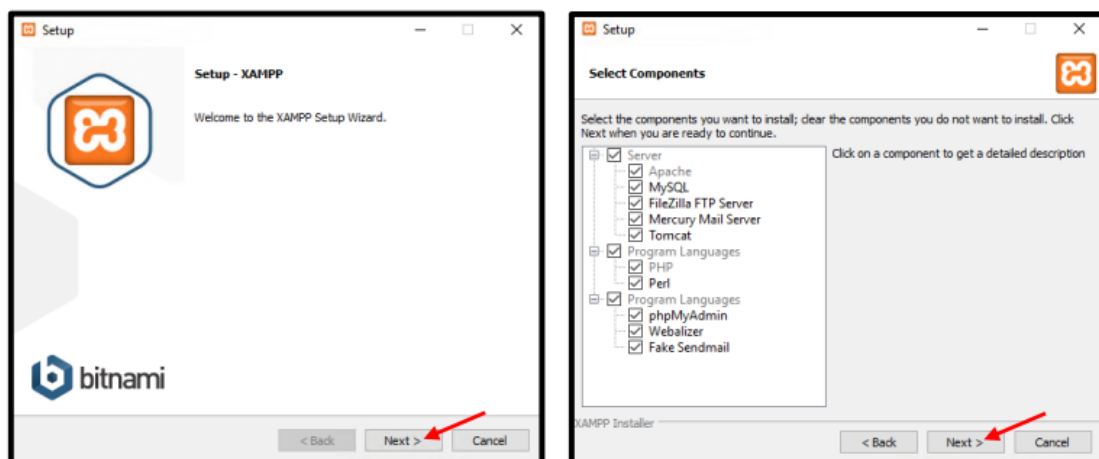 Setup
Setup - XAMPP
Welcome to the XAMPP Setup Wizard.
bitnami
< Back
Next >
Cancel
Setup
Select Components
Select the components you want to install; clear the components you do not want to install. Click
Next when you are ready to continue.
Server
Apache
MySQL
FileZilla FTP Server
Mercury Mail Server
Tomcat
Program Languages
PHP
Perl
Program Languages
phpMyAdmin
Webalizer
Fake Sendmail
Click on a component to get a detailed description
XAMPP Installer
< Back
Next >
Cancel